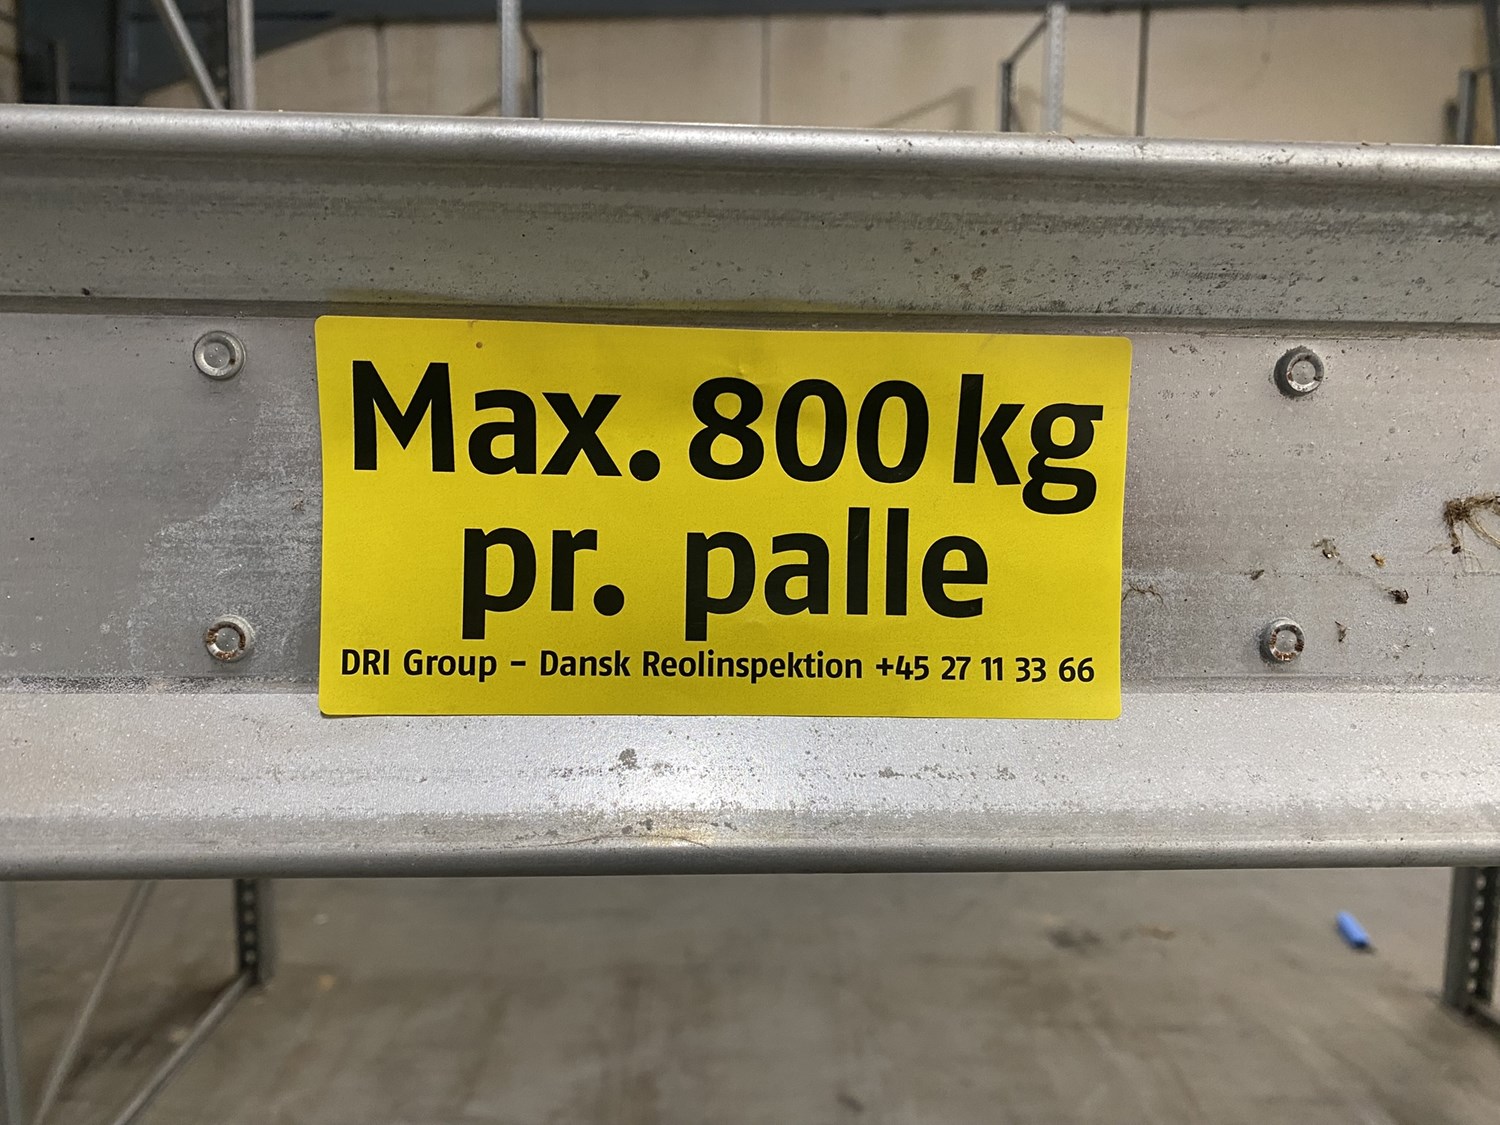 Max. 800 kg
pr. palle
DRI Group – Dansk Reolinspektion +45 27 11 33 66